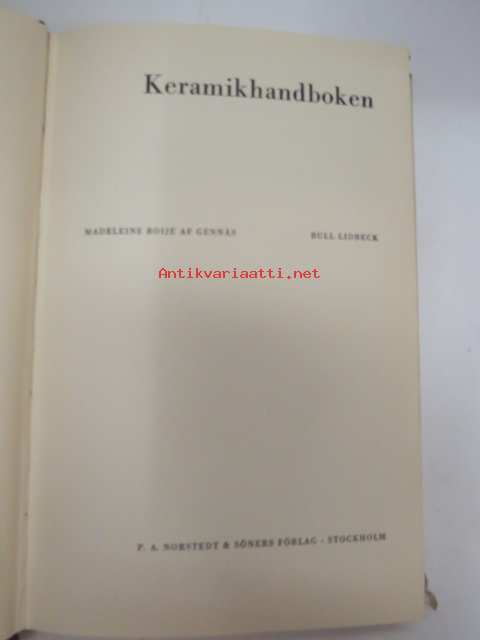 Keramikhandboken
MADELEINE BOIJE AF GENNÄS BULL LIDBECK
Antikvariaatti.net
P. A. NORSTEDT & SÖNERS FÖRLAG - STOCKHOLM